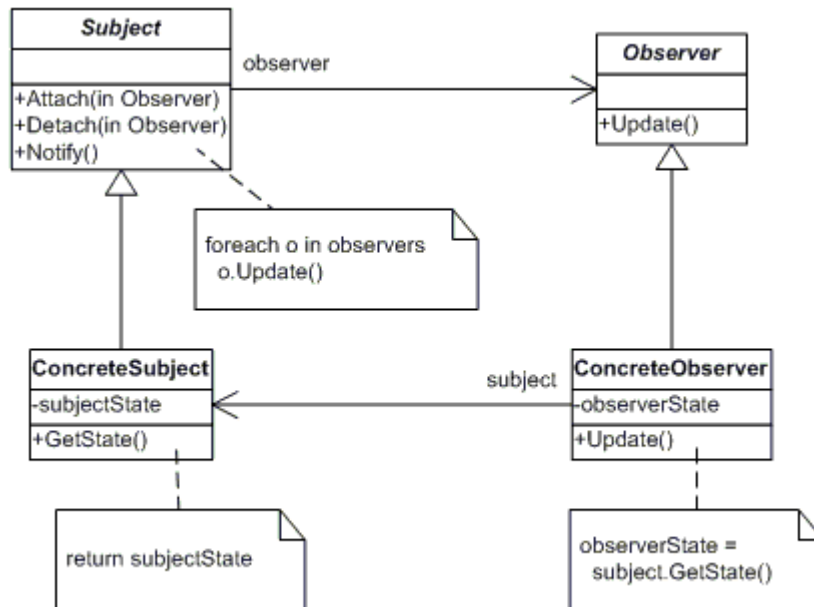 Subject
+Attach(in Observer)
+Detach(in Observer)
+Notify()
observer
Observer
+Update()
foreach o in observers
o.Update()
ConcreteSubject
-subjectState
+GetState()
subject
ConcreteObserver
-observerState
+Update()
return subjectState
observerState =
subject.GetState()